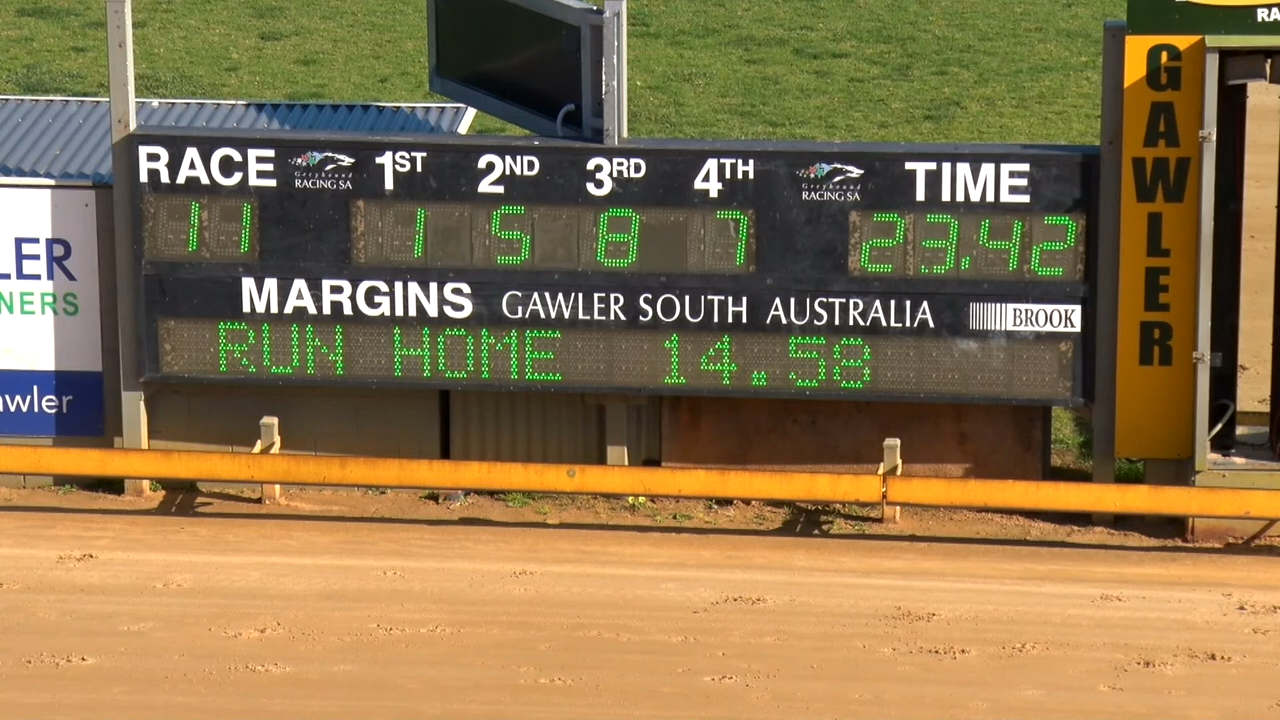 RA
GAWLER
RACE Greyhound RACING SA 1ST 2ND 3RD 4TH Greyhound RACING SA TIME
11 1 5 8 7 23.42
MARGINS GAWLER SOUTH AUSTRALIA BROOK
RUN HOME 14.58
LER
NERS
awler